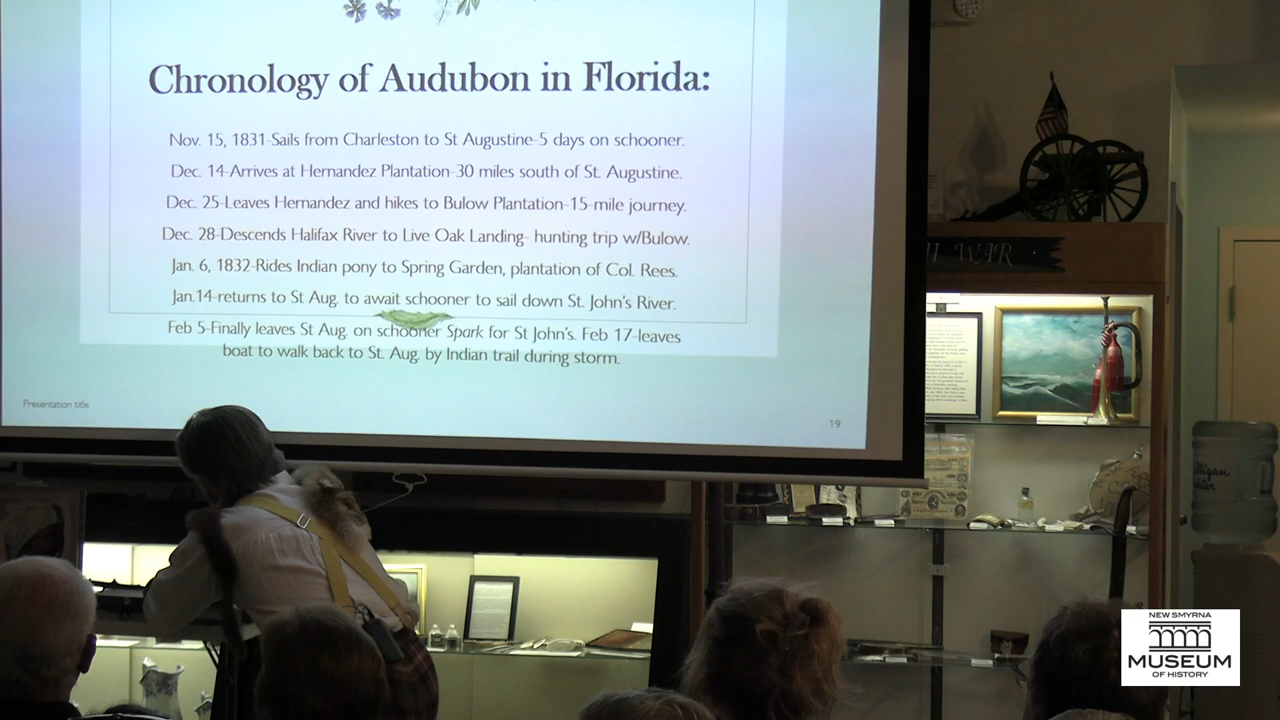 Chronology of Audubon in Florida:
Nov. 15, 1831-Sails from Charleston to St Augustine-5 days on schooner.
Dec. 14-Arrives at Hernandez Plantation-30 miles south of St. Augustine.
Dec. 25-Leaves Hernandez and hikes to Bulow Plantation-15-mile journey.
Dec. 28-Descends Halifax River to Live Oak Landing- hunting trip w/Bulow.
Jan. 6, 1832-Rides Indian pony to Spring Garden, plantation of Col. Rees.
Jan.14-returns to St Aug. to await schooner to sail down St. John's River.
Feb 5-Finally leaves St Aug. on schooner Spark for St John's. Feb 17-leaves
boat to walk back to St. Aug. by Indian trail during storm.
Presentation title
19
WAR
NEW SMYRNA
MUSEUM
OF HISTORY